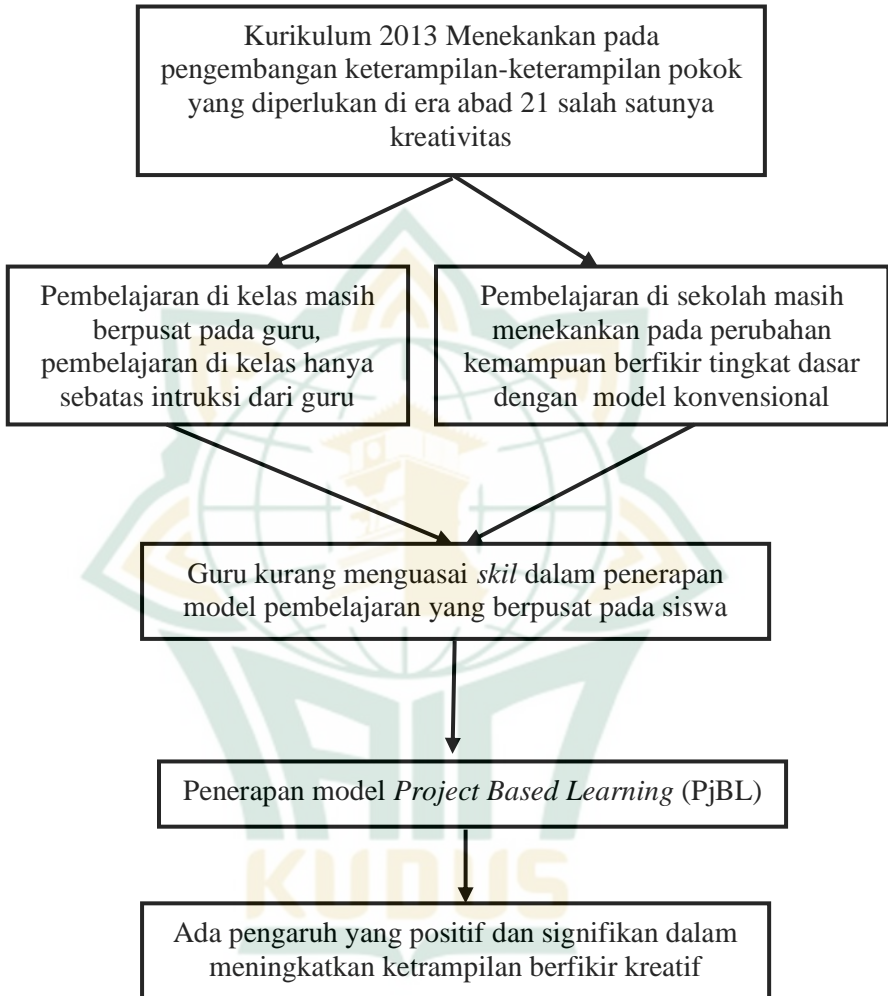 Kurikulum 2013 Menekankan pada
pengembangan keterampilan-keterampilan pokok
yang diperlukan di era abad 21 salah satunya
kreativitas
Pembelajaran di kelas masih
berpusat pada guru,
pembelajaran di kelas hanya
sebatas intruksi dari guru
Pembelajaran di sekolah masih
menekankan pada perubahan
kemampuan berfikir tingkat dasar
dengan model konvensional
Guru kurang menguasai skil dalam penerapan
model pembelajaran yang berpusat pada siswa
Penerapan model Project Based Learning (PjBL)
Ada pengaruh yang positif dan signifikan dalam
meningkatkan ketrampilan berfikir kreatif
IAIN
KUDUS